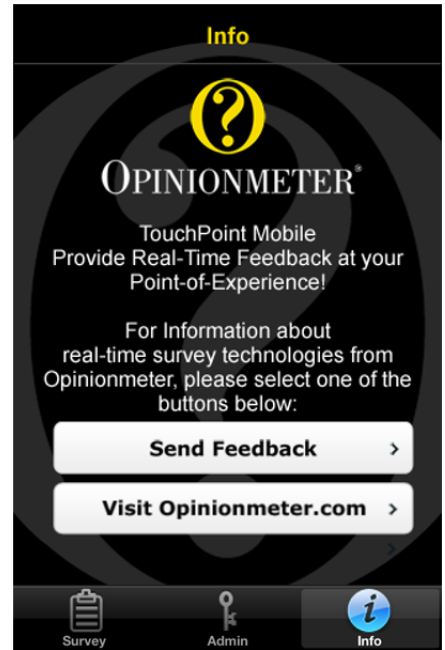 Info
?
OPINIONMETER®
TouchPoint Mobile
Provide Real-Time Feedback at your
Point-of-Experience!
For Information about
real-time survey technologies from
Opinionmeter, please select one of the
buttons below:
Send Feedback >
Visit Opinionmeter.com >
Survey Admin Info